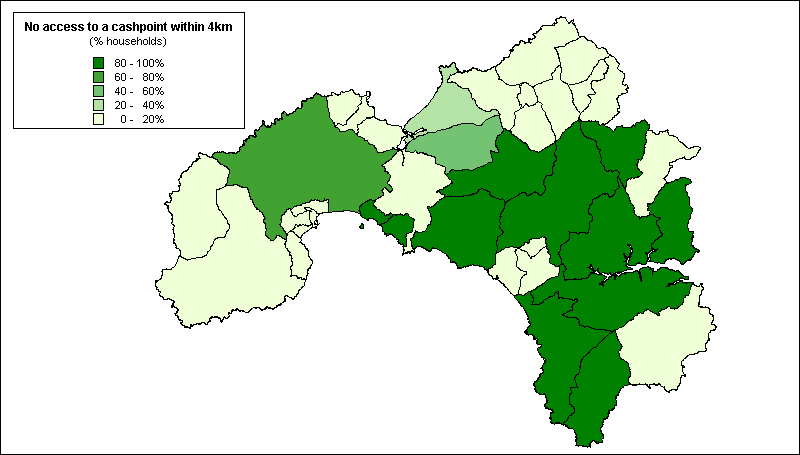 No access to a cashpoint within 4km
(% households)
80 - 100%
60 - 80%
40 - 60%
20 - 40%
0 - 20%